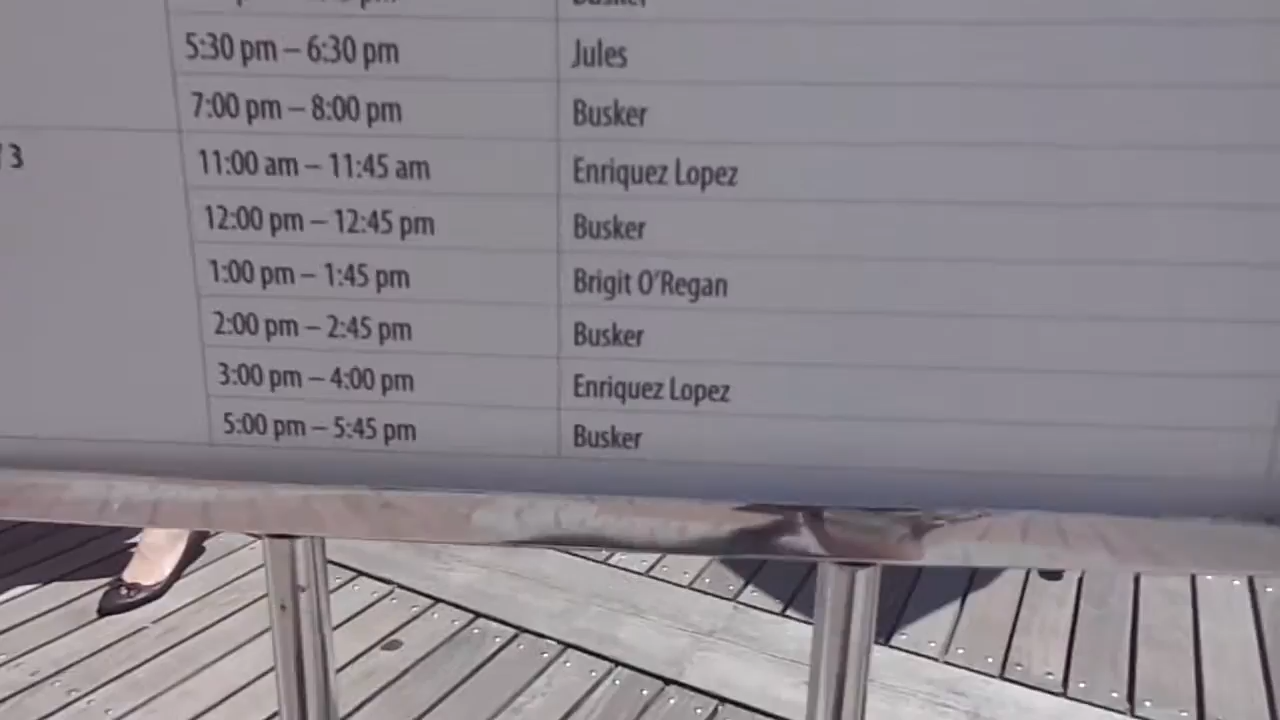 Busker
5:30 pm – 6:30 pm Jules
7:00 pm – 8:00 pm Busker
3 11:00 am – 11:45 am Enriquez Lopez
12:00 pm – 12:45 pm Busker
1:00 pm – 1:45 pm Brigit O'Regan
2:00 pm – 2:45 pm Busker
3:00 pm – 4:00 pm Enriquez Lopez
5:00 pm – 5:45 pm Busker